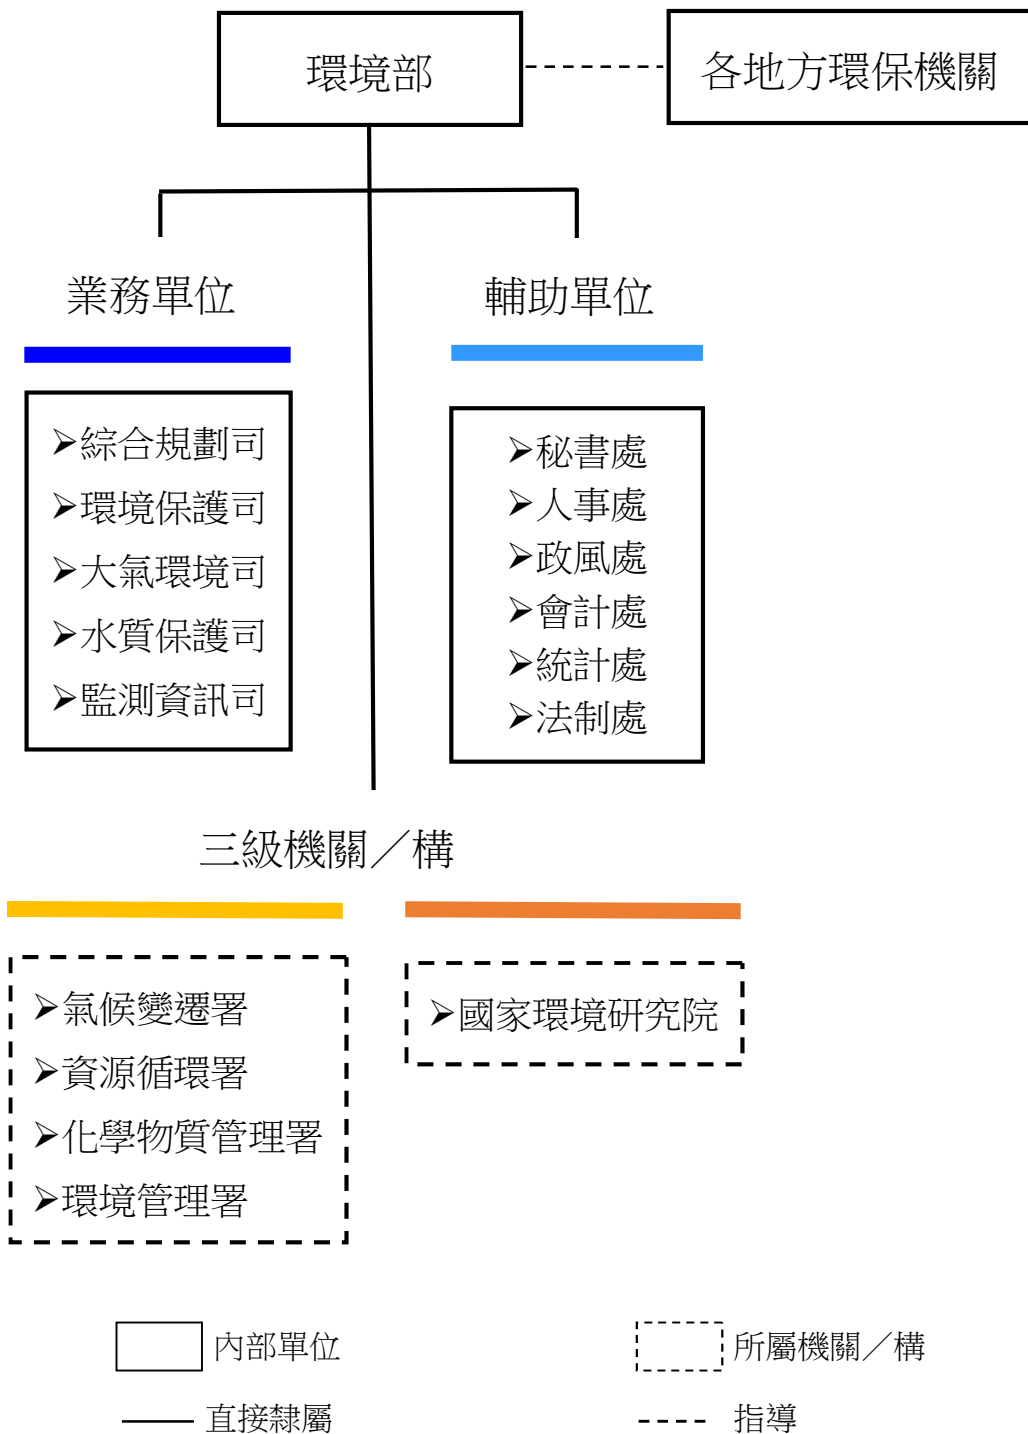 環境部
各地方環保機關
業務單位
輔助單位
➢綜合規劃司
➢環境保護司
➢大氣環境司
➢水質保護司
➢監測資訊司
➢秘書處
➢人事處
➢政風處
➢會計處
➢統計處
➢法制處
三級機關／構
➢氣候變遷署
➢資源循環署
➢化學物質管理署
➢環境管理署
➢國家環境研究院
內部單位
所屬機關／構
直接隸屬
指導